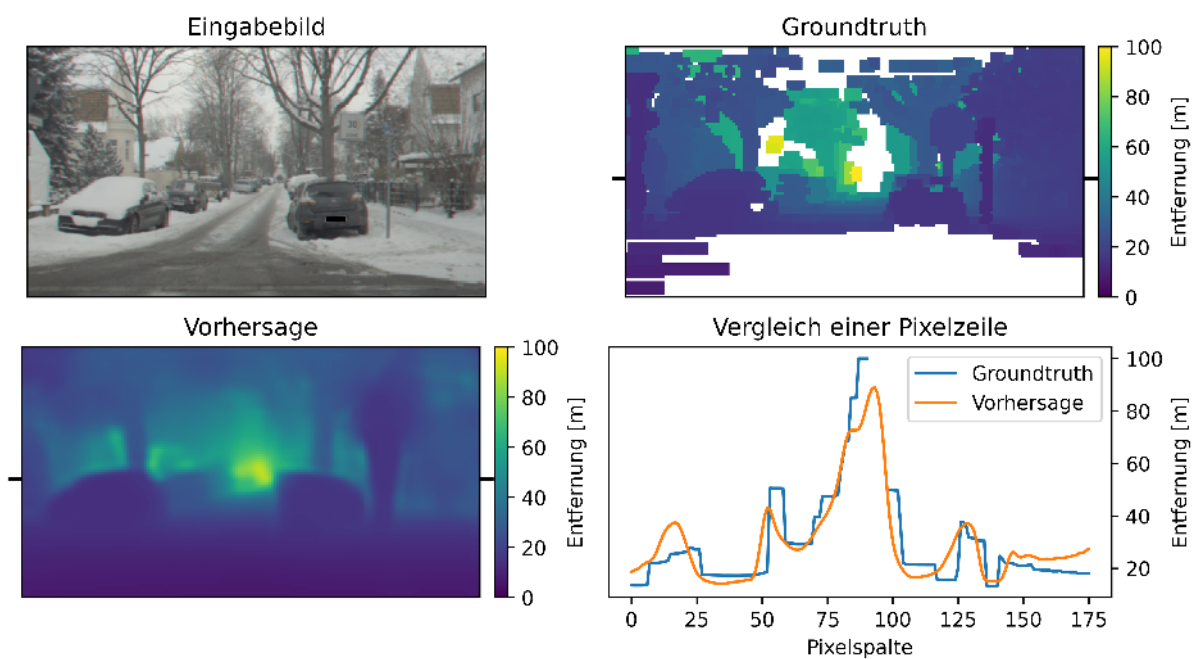 Eingabebild
30
Groundtruth
100
80
60
40
20
0
Entfernung [m]
Vorhersage
100
80
60
40
20
0
Entfernung [m]
Vergleich einer Pixelzeile
Groundtruth
Vorhersage
100
80
60
40
20
Entfernung [m]
0 25 50 75 100 125 150 175
Pixelspalte